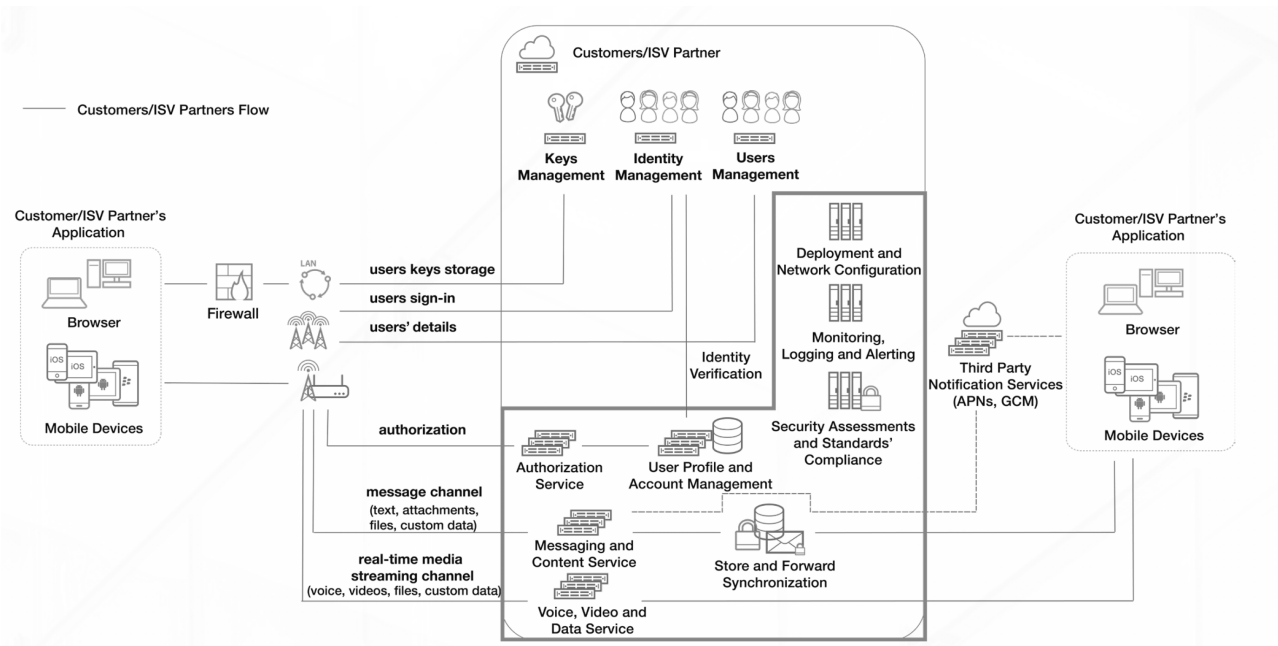 Customers/ISV Partner
Customers/ISV Partners Flow
Keys
Management
Identity
Management
Users
Management
Customer/ISV Partner's
Application
Browser
iOS
iOS
Mobile Devices
Firewall
LAN
users keys storage
users sign-in
users' details
Identity
Verification
Deployment and
Network Configuration
Monitoring,
Logging and Alerting
Security Assessments
and Standards'
Compliance
authorization
Authorization
Service
User Profile and
Account Management
message channel
(text, attachments,
files, custom data)
Messaging and
Content Service
Store and Forward
Synchronization
real-time media
streaming channel
(voice, videos, files, custom data)
Voice, Video and
Data Service
Third Party
Notification Services
(APNs, GCM)
Customer/ISV Partner's
Application
Browser
iOS
iOS
Mobile Devices